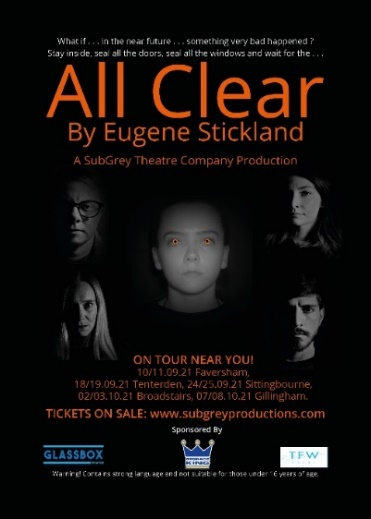 What if . . . in the near future . . . something very bad happened ?
Stay inside, seal all the doors, seal all the windows and wait for the . . .
All Clear
By Eugene Stickland
A SubGrey Theatre Company Production
ON TOUR NEAR YOU!
10/11.09.21 Faversham,
18/19.09.21 Tenterden, 24/25.09.21 Sittingbourne,
02/03.10.21 Broadstairs, 07/08.10.21 Gillingham.
TICKETS ON SALE: www.subgreyproductions.com
Sponsored By
GLASSBOX
TFW
Warning! Contains strong language and not suitable for those under 16 years of age.